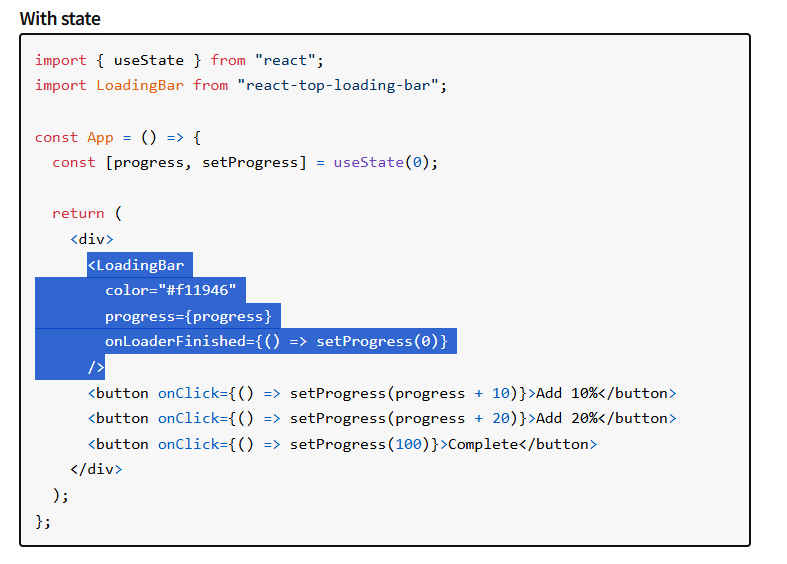 With state
import { useState } from "react";
import LoadingBar from "react-top-loading-bar";
const App = () => {
  const [progress, setProgress] = useState(0);
  return (
    <div>
      <LoadingBar
        color="#f11946"
        progress={progress}
        onLoaderFinished={() => setProgress(0)}
      />
      <button onClick={() => setProgress(progress + 10)}>Add 10%</button>
      <button onClick={() => setProgress(progress + 20)}>Add 20%</button>
      <button onClick={() => setProgress(100)}>Complete</button>
    </div>
  );
};